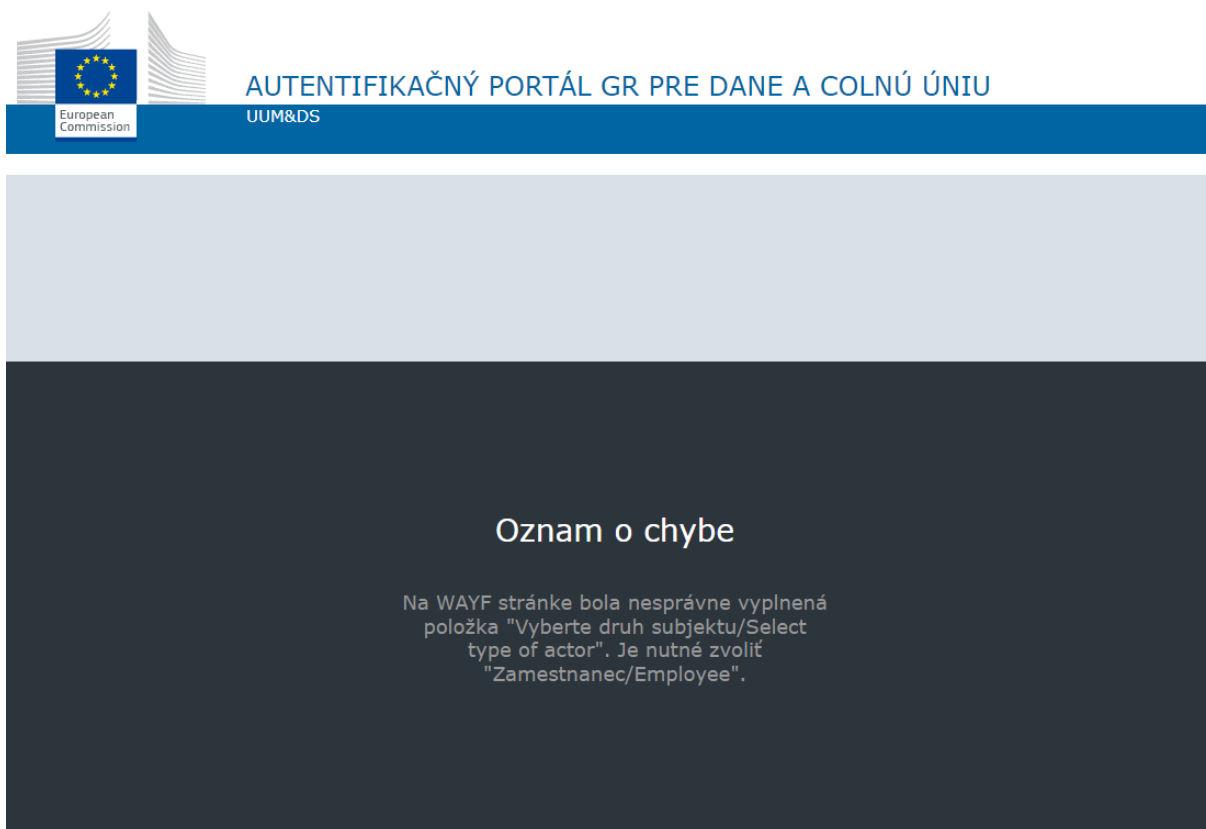 AUTENTIFIKAČNÝ PORTÁL GR PRE DANE A COLNÚ ÚNIU
UUM&DS
European
Commission
Oznam o chybe
Na WAYF stránke bola nesprávne vyplnená
položka "Vyberte druh subjektu/Select
type of actor". Je nutné zvoliť
"Zamestnanec/Employee".